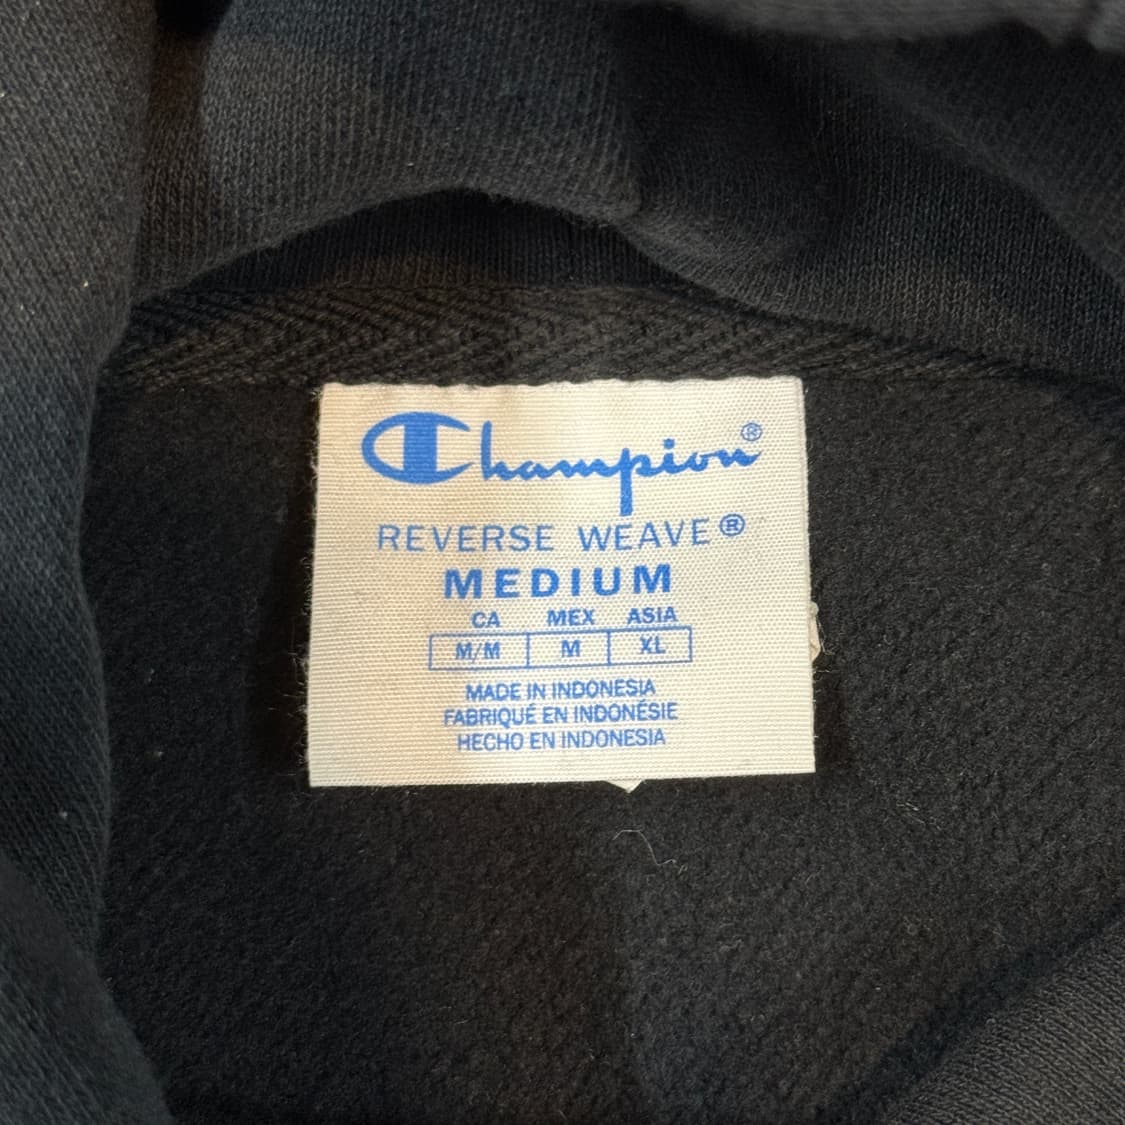 Champion®
REVERSE WEAVE®
MEDIUM
CA MEX ASIA
M/M M XL
MADE IN INDONESIA
FABRIQUÉ EN INDONÉSIE
HECHO EN INDONESIA